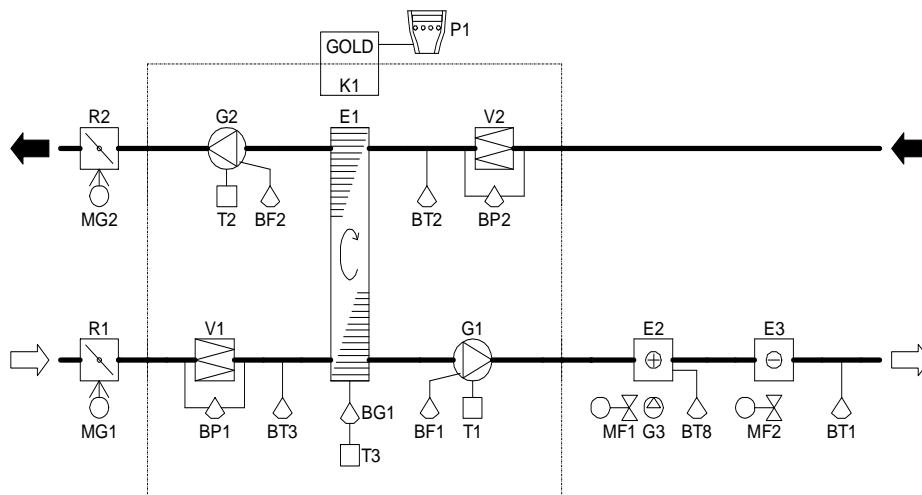 P1
GOLD
K1
R2 G2 E1 V2
MG2 T2 BF2 BT2 BP2
R1 V1 G1 E2 E3
MG1 BP1 BT3 BG1 BF1 T1 MF1 G3 BT8 MF2 BT1
T3